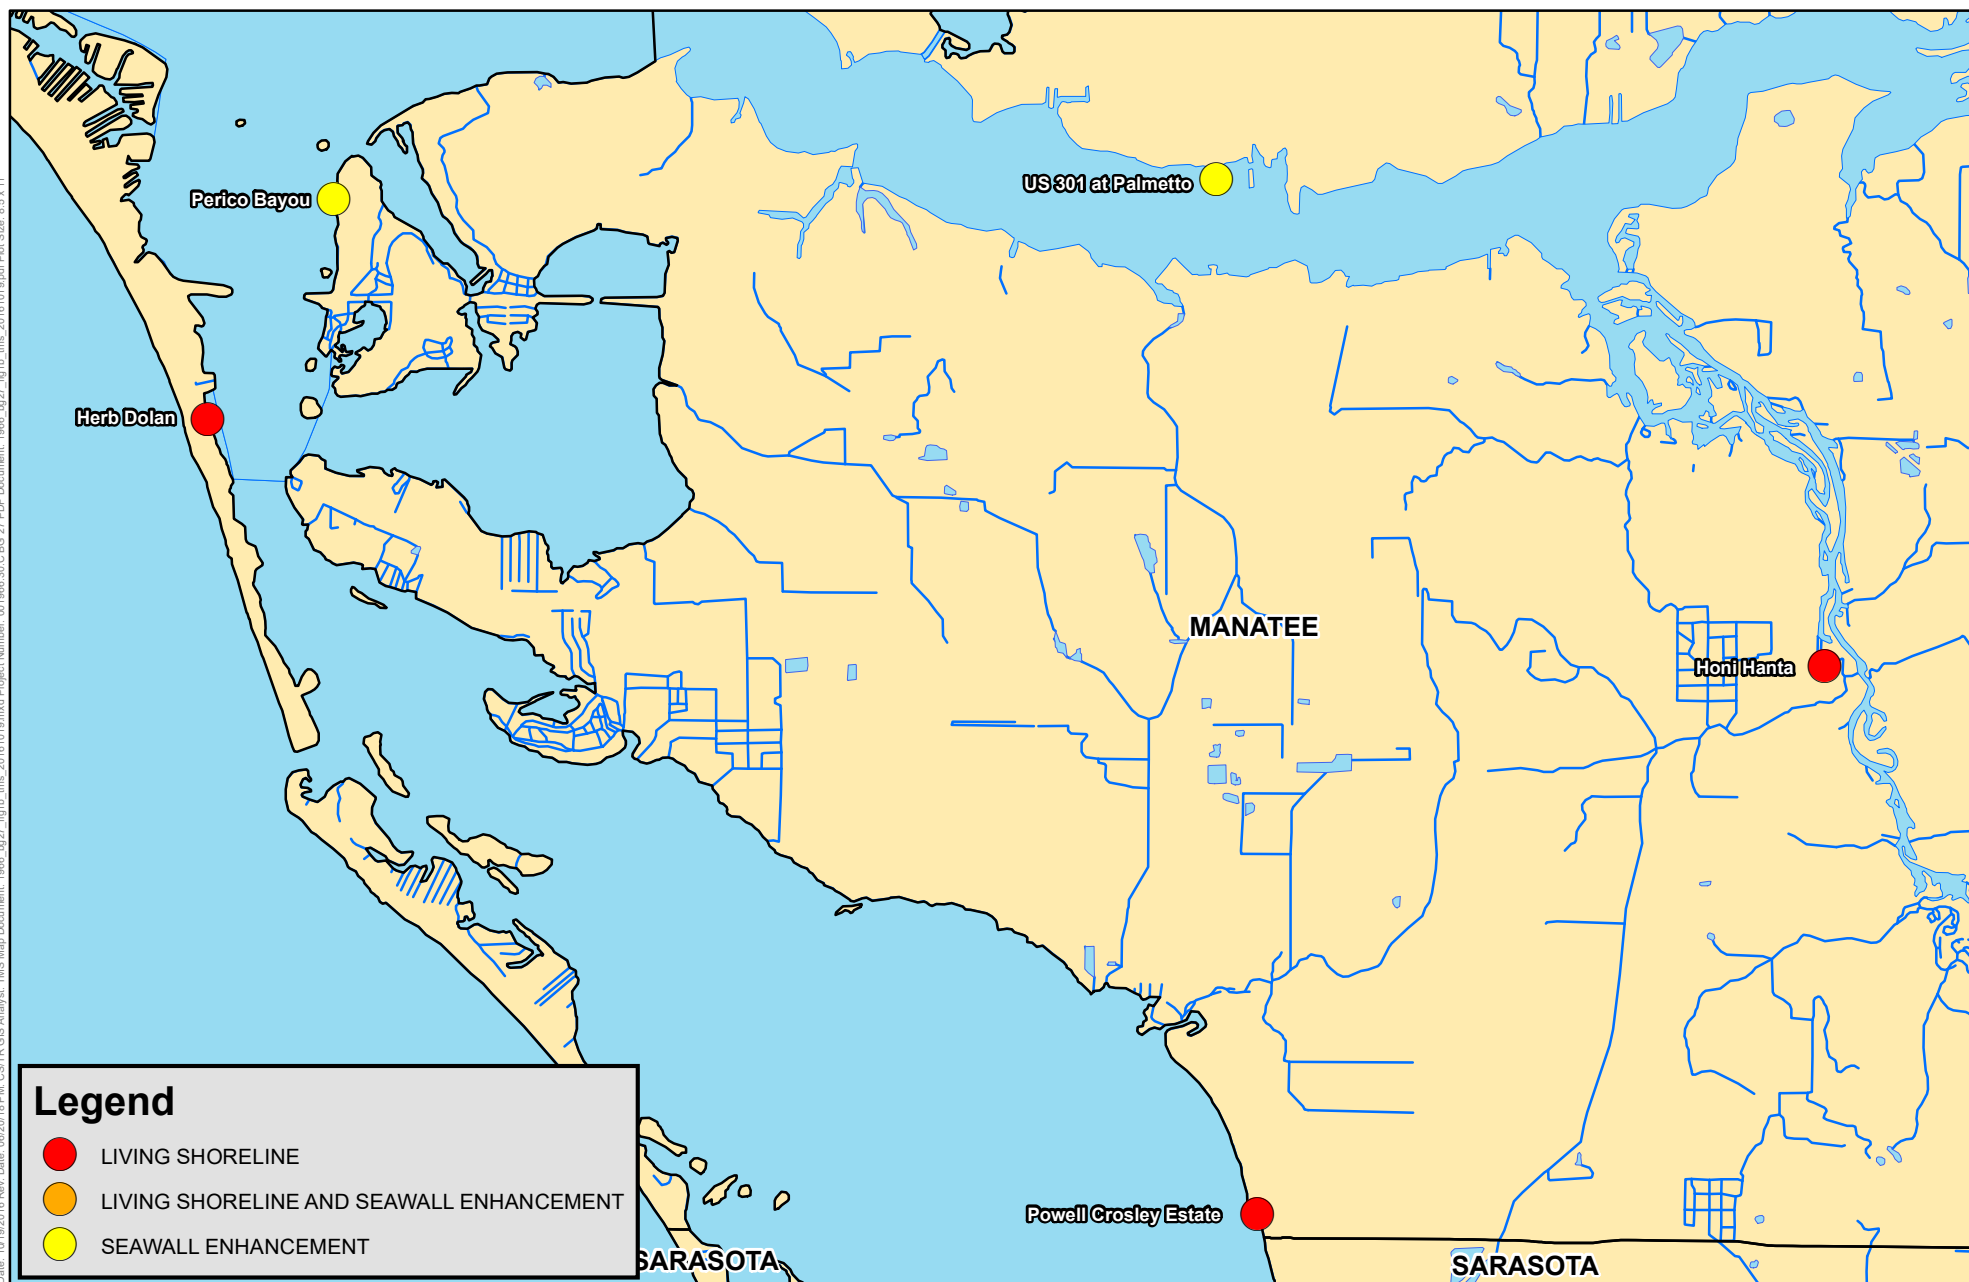 Perico Bayou
US 301 at Palmetto
Herb Dolan
MANATEE
Honi Hanta
Powell Crosley Estate
SARASOTA
SARASOTA
Legend
LIVING SHORELINE
LIVING SHORELINE AND SEAWALL ENHANCEMENT
SEAWALL ENHANCEMENT